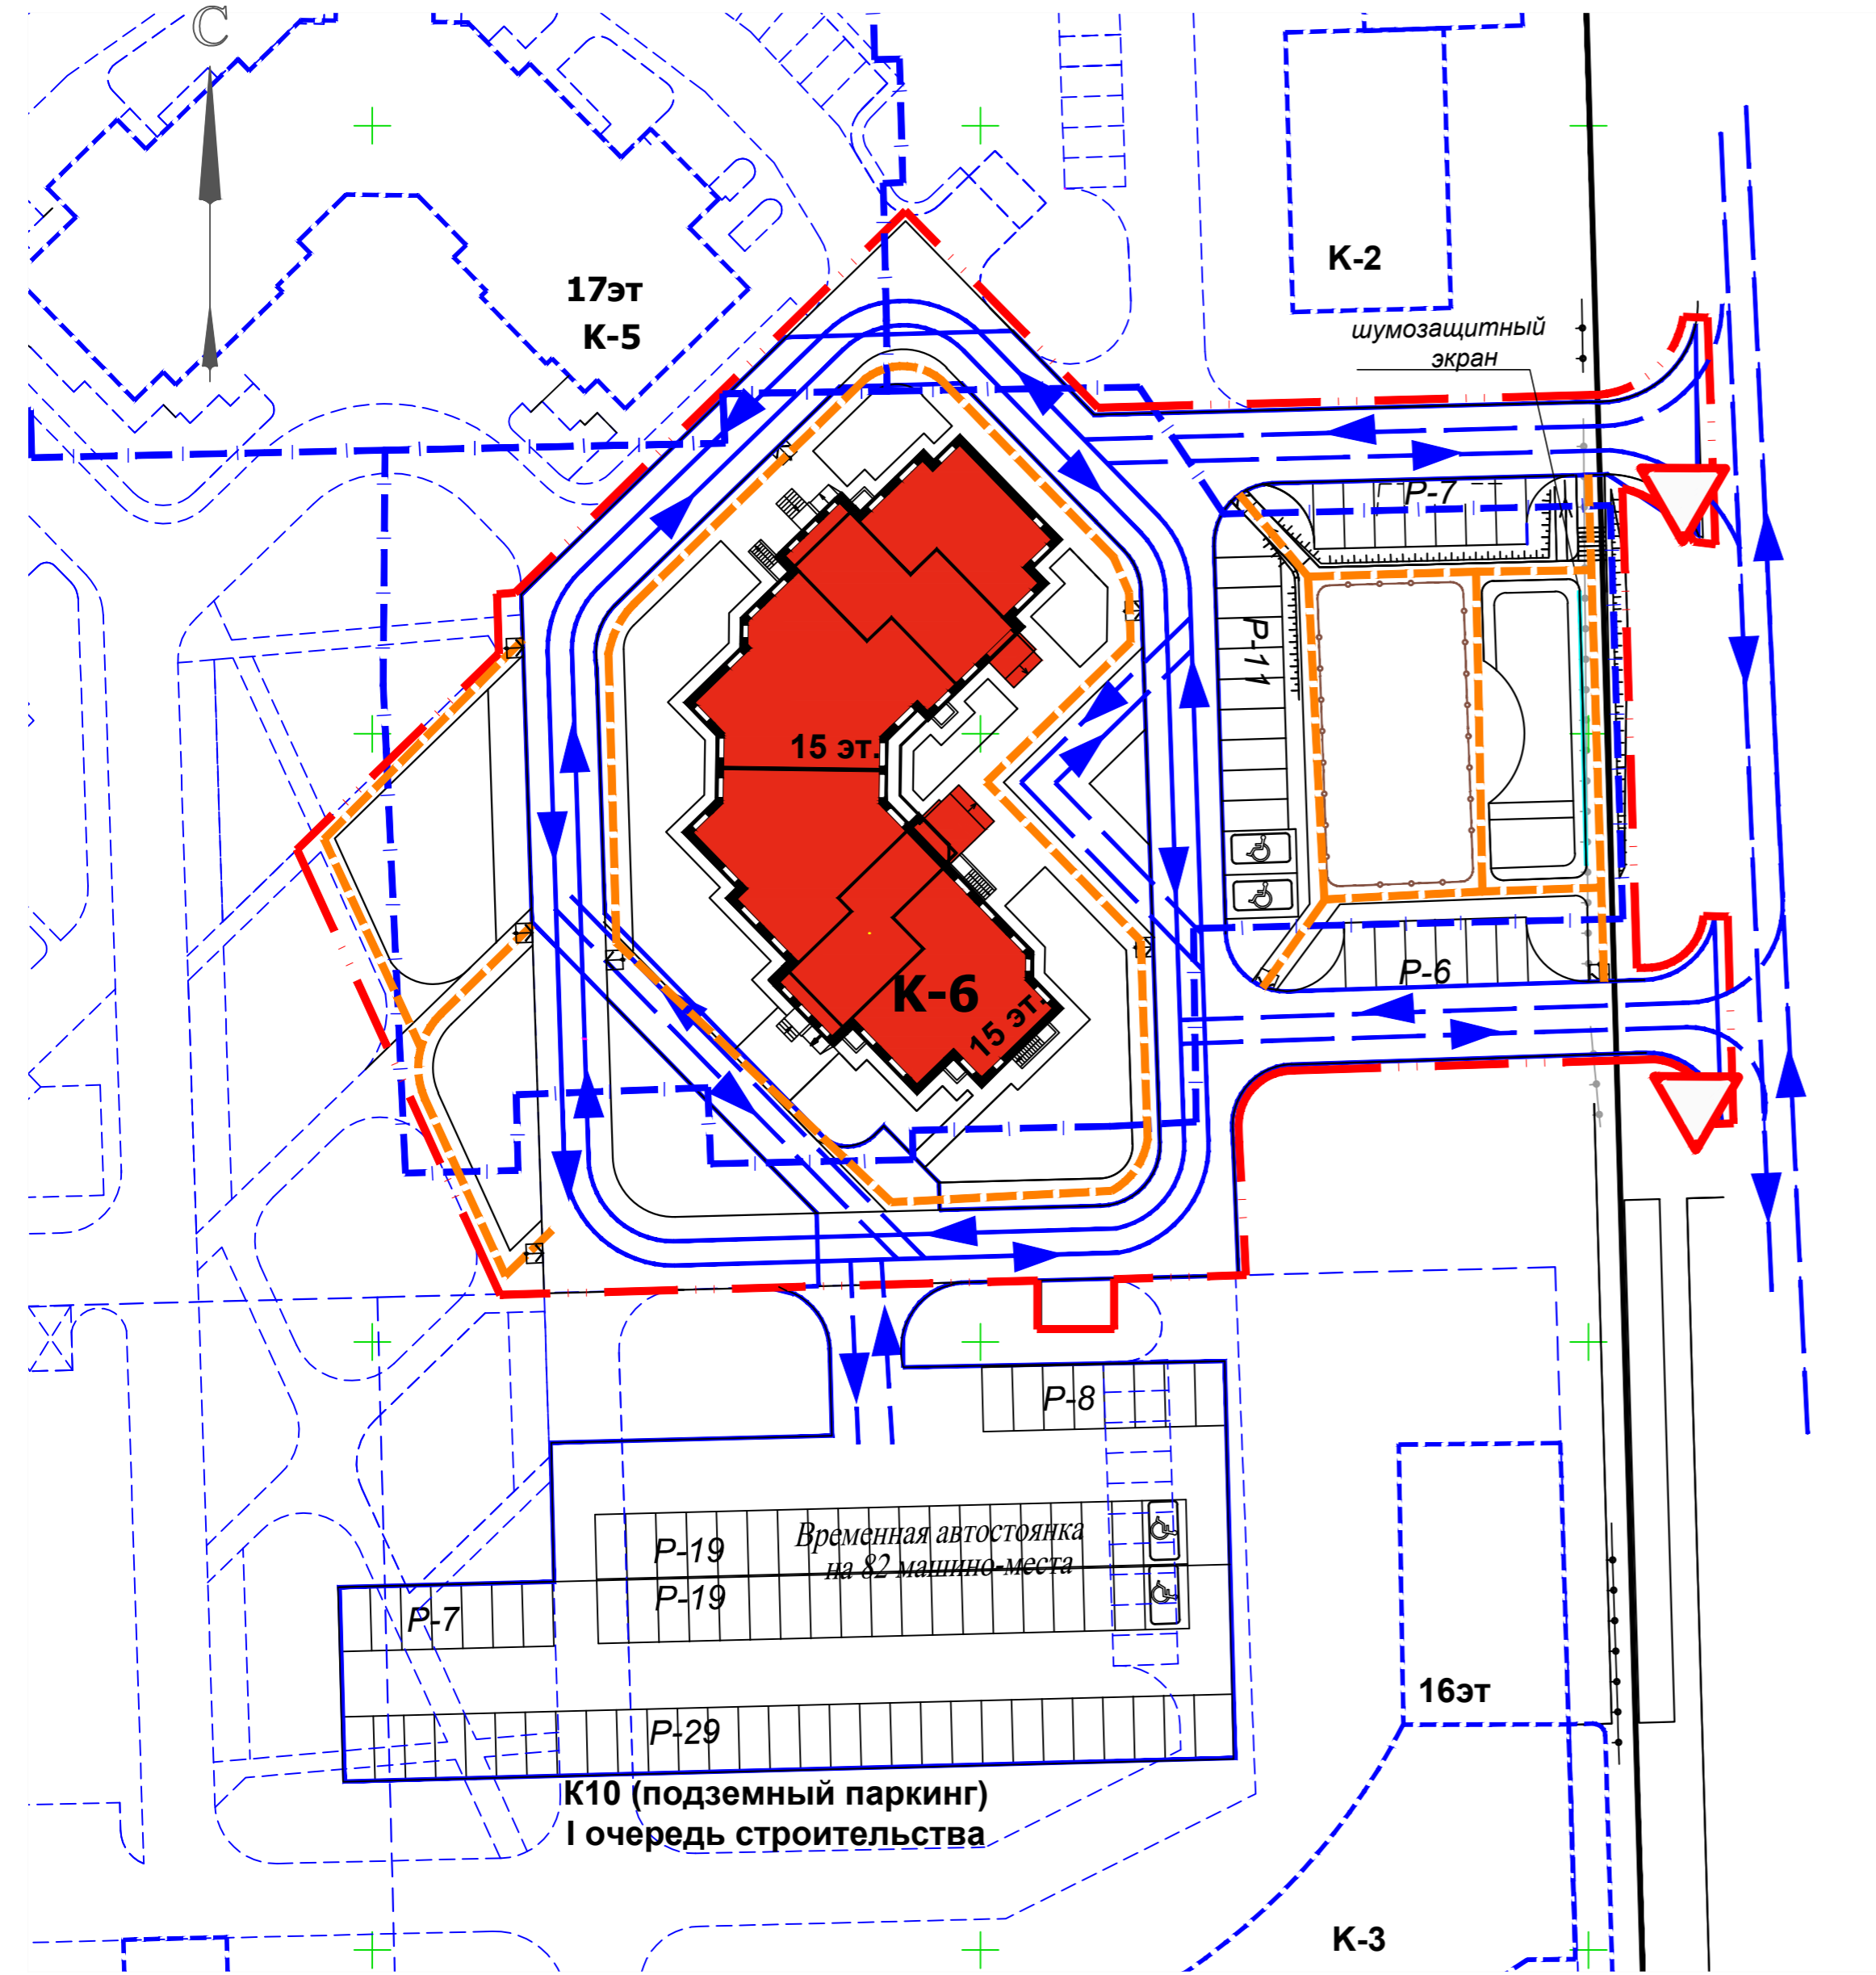 С
17эт
К-5
К-2
шумозащитный
экран
Р-7
Р-11
15 эт.
К-6
15 эт.
Р-6
Р-8
Р-19
Временная автостоянка
на 82 машино-места
Р-19
Р-7
Р-29
16эт
К10 (подземный паркинг)
I очередь строительства
К-3